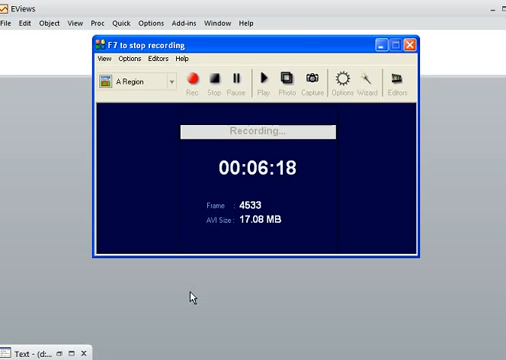 EViews
File Edit Object View Proc Quick Options Add-ins Window Help
F7 to stop recording
View Options Editors Help
A Region Rec Stop Pause Play Photo Capture Options Wizard Editors
Recording...
00:06:18
Frame : 4533
AVI Size : 17.08 MB
Text - (d:...